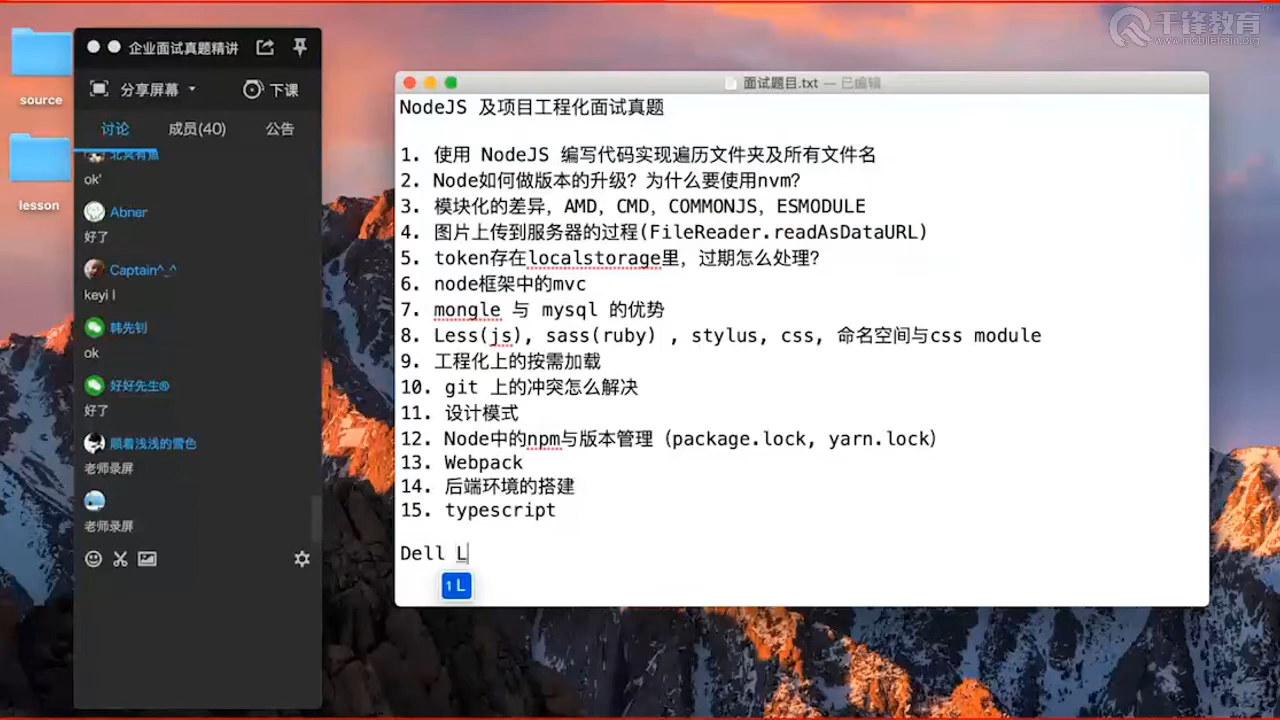 千锋教育
www.mobiletrain.org
source
lesson
企业面试真题精讲
分享屏幕
下课
讨论
成员(40)
公告
北冥有鱼
ok'
Abner
好了
Captain^_^
keyi l
韩先钊
ok
好好先生®
好了
顺着浅浅的雪色
老师录屏
老师录屏
面试题目.txt — 已编辑
NodeJS 及项目工程化面试真题
1. 使用 NodeJS 编写代码实现遍历文件夹及所有文件名
2. Node如何做版本的升级？为什么要使用nvm?
3. 模块化的差异，AMD，CMD，COMMONJS，ESMODULE
4. 图片上传到服务器的过程(FileReader.readAsDataURL)
5. token存在localstorage里，过期怎么处理?
6. node框架中的mvc
7. mongle 与 mysql 的优势
8. Less(js), sass(ruby) , stylus, css, 命名空间与css module
9. 工程化上的按需加载
10. git 上的冲突怎么解决
11. 设计模式
12. Node中的npm与版本管理（package.lock, yarn.lock）
13. Webpack
14. 后端环境的搭建
15. typescript
Dell L
1 L